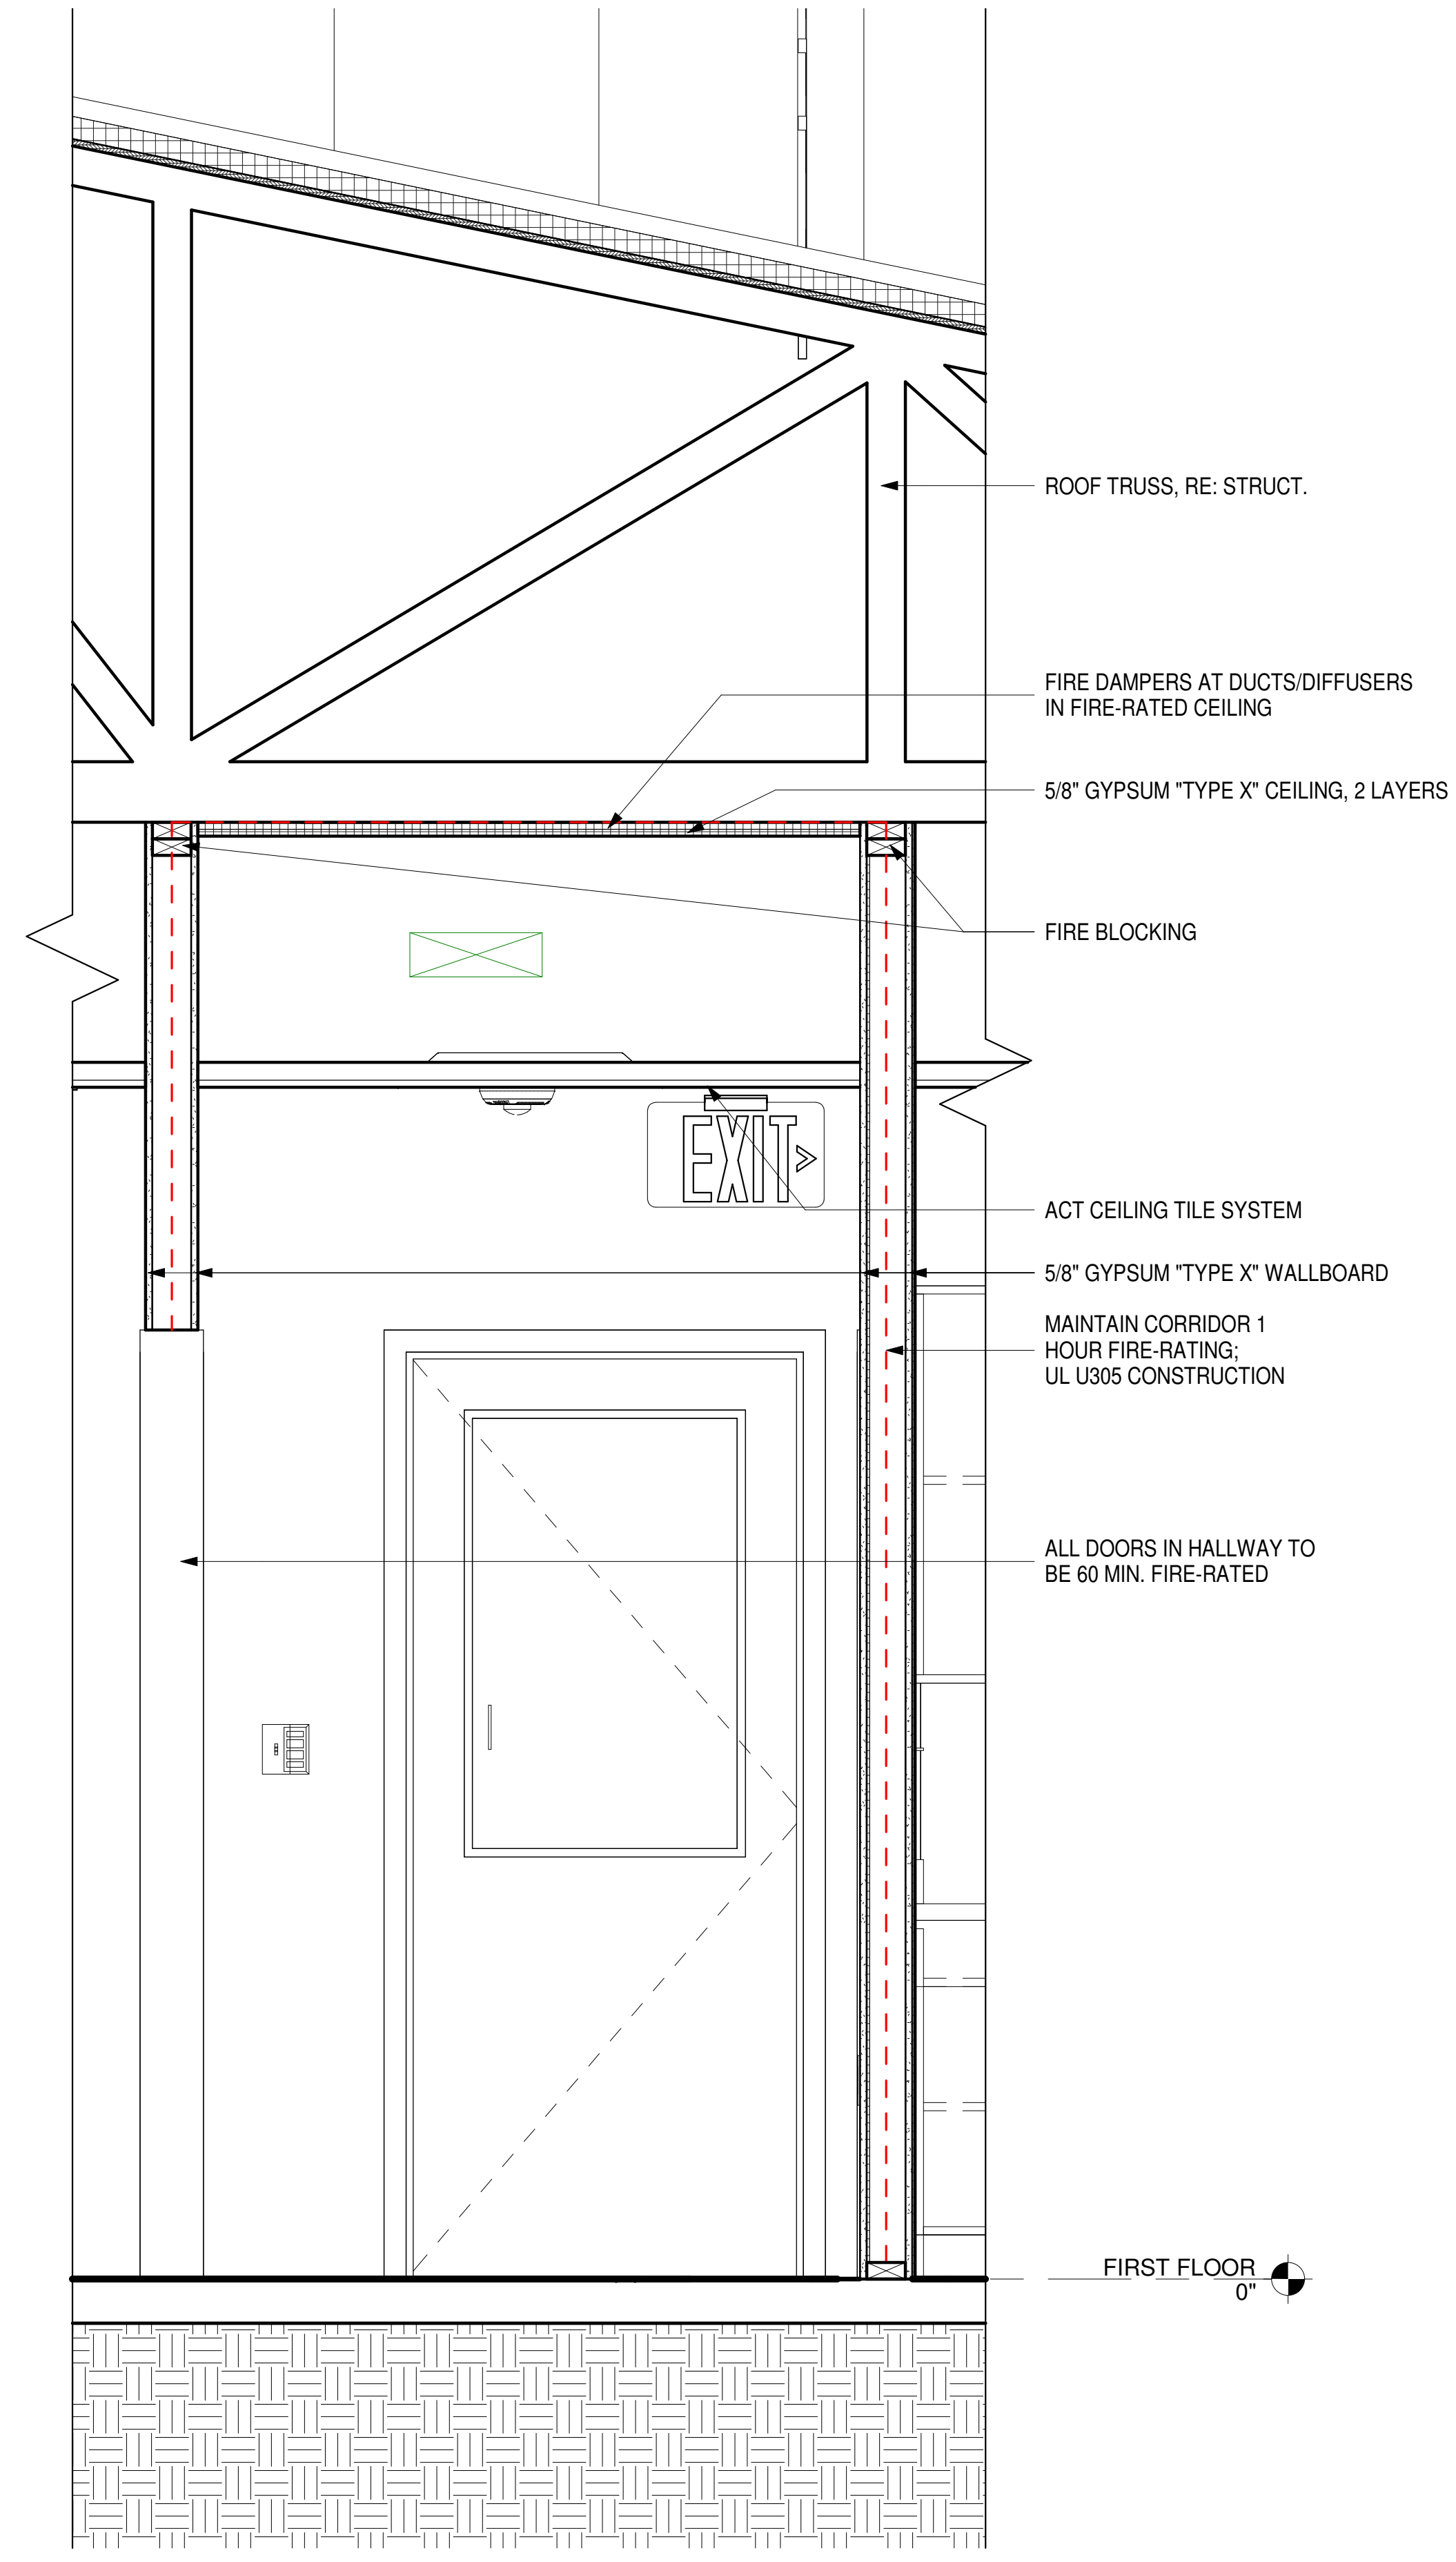 ROOF TRUSS, RE: STRUCT.
FIRE DAMPERS AT DUCTS/DIFFUSERS
IN FIRE-RATED CEILING
5/8" GYPSUM "TYPE X" CEILING, 2 LAYERS
FIRE BLOCKING
EXIT
ACT CEILING TILE SYSTEM
5/8" GYPSUM "TYPE X" WALLBOARD
MAINTAIN CORRIDOR 1
HOUR FIRE-RATING;
UL U305 CONSTRUCTION
ALL DOORS IN HALLWAY TO
BE 60 MIN. FIRE-RATED
FIRST FLOOR
0"